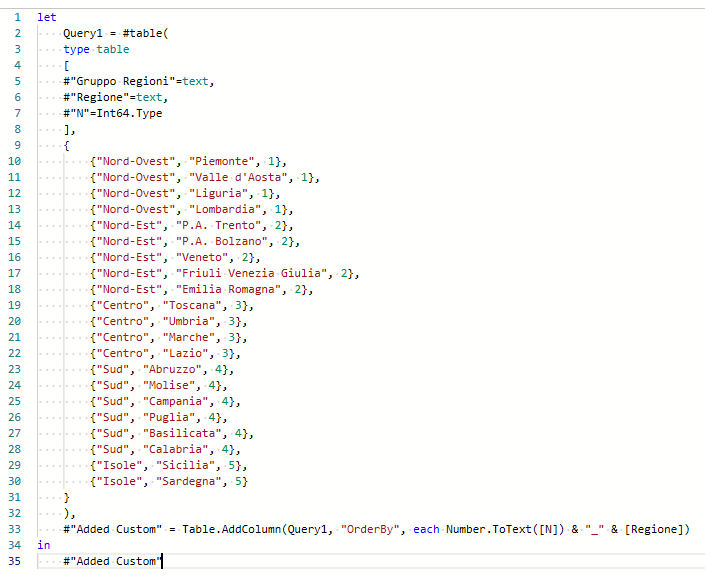 1 let
2 Query1 = #table(
3 type table
4 [
5 #"Gruppo Regioni"=text,
6 #"Regione"=text,
7 #"N"=Int64.Type
8 ],
9 {
10 {"Nord-Ovest", "Piemonte", 1},
11 {"Nord-Ovest", "Valle d'Aosta", 1},
12 {"Nord-Ovest", "Liguria", 1},
13 {"Nord-Ovest", "Lombardia", 1},
14 {"Nord-Est", "P.A. Trento", 2},
15 {"Nord-Est", "P.A. Bolzano", 2},
16 {"Nord-Est", "Veneto", 2},
17 {"Nord-Est", "Friuli Venezia Giulia", 2},
18 {"Nord-Est", "Emilia Romagna", 2},
19 {"Centro", "Toscana", 3},
20 {"Centro", "Umbria", 3},
21 {"Centro", "Marche", 3},
22 {"Centro", "Lazio", 3},
23 {"Sud", "Abruzzo", 4},
24 {"Sud", "Molise", 4},
25 {"Sud", "Campania", 4},
26 {"Sud", "Puglia", 4},
27 {"Sud", "Basilicata", 4},
28 {"Sud", "Calabria", 4},
29 {"Isole", "Sicilia", 5},
30 {"Isole", "Sardegna", 5}
31 }
32 ),
33 #"Added Custom" = Table.AddColumn(Query1, "OrderBy", each Number.ToText([N]) & "_" & [Regione])
34 in
35 #"Added Custom"